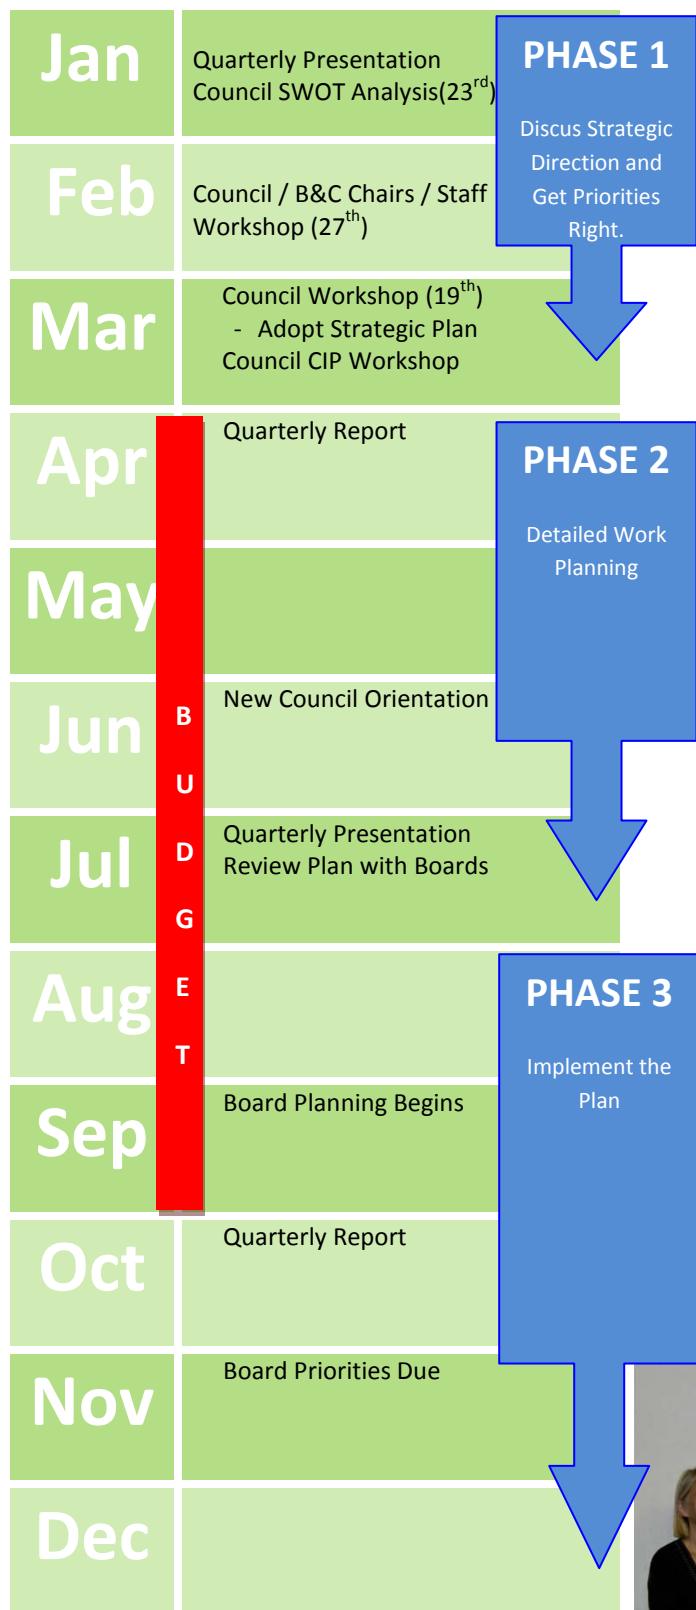 Jan
Quarterly Presentation
Council SWOT Analysis(23rd)
PHASE 1
Discus Strategic
Direction and
Get Priorities
Right.
Feb
Council / B&C Chairs / Staff
Workshop (27th)
Mar
Council Workshop (19th)
- Adopt Strategic Plan
Council CIP Workshop
Apr
Quarterly Report
PHASE 2
Detailed Work
Planning
May
Jun
New Council Orientation
B
U
D
G
E
T
Jul
Quarterly Presentation
Review Plan with Boards
Aug
PHASE 3
Implement the
Plan
Sep
Board Planning Begins
Oct
Quarterly Report
Nov
Board Priorities Due
Dec